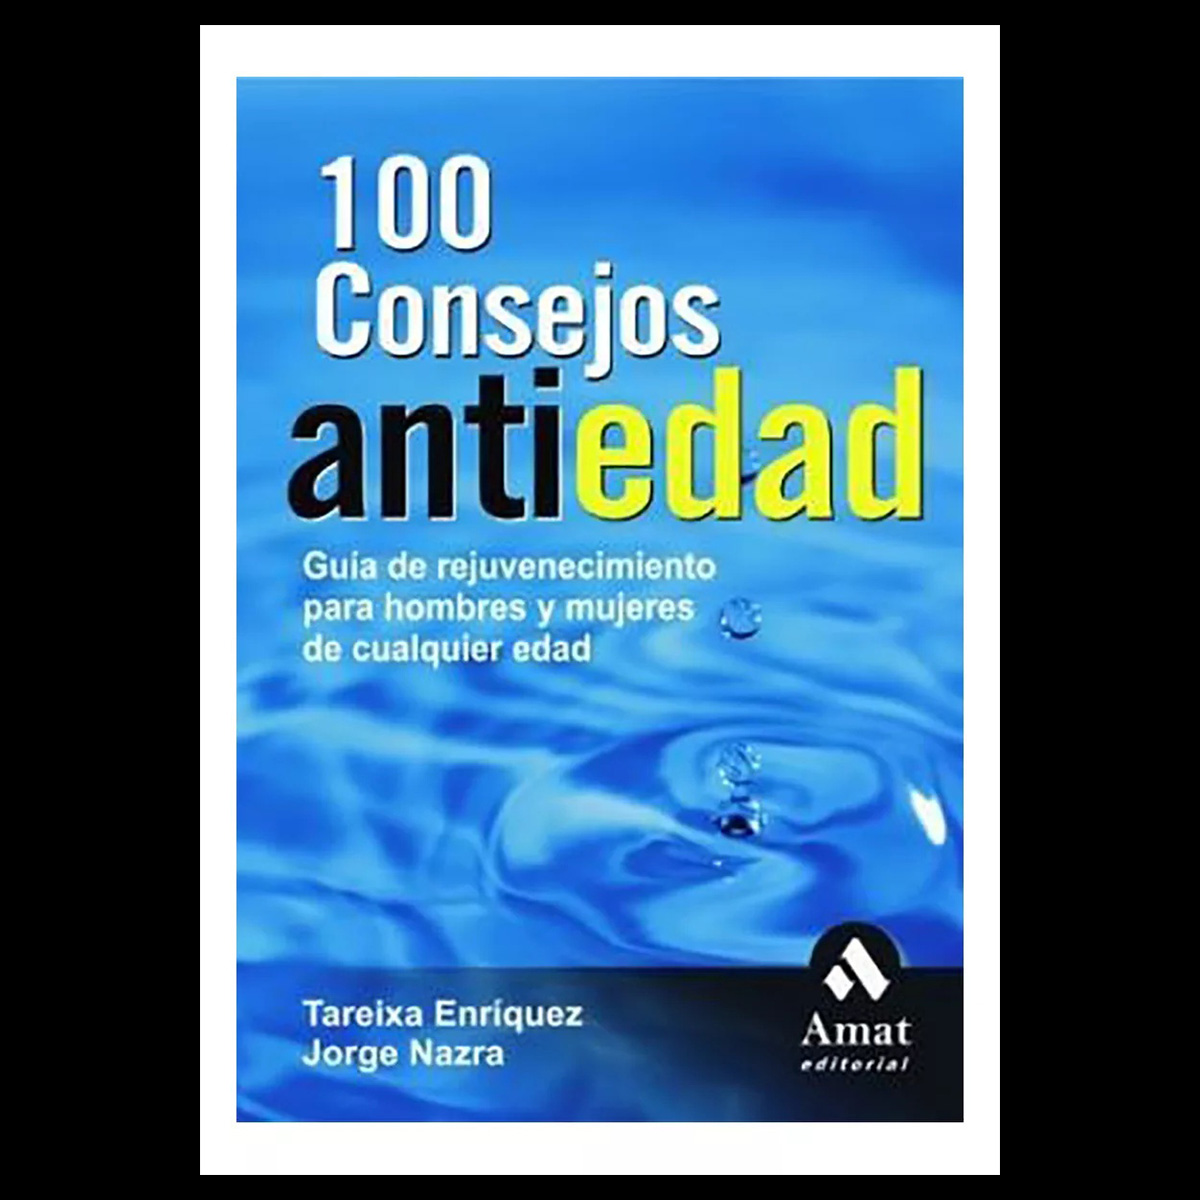 100
Consejos
antiedad
Guía de rejuvenecimiento
para hombres y mujeres
de cualquier edad
Tareixa Enríquez
Jorge Nazra
Amat
editorial